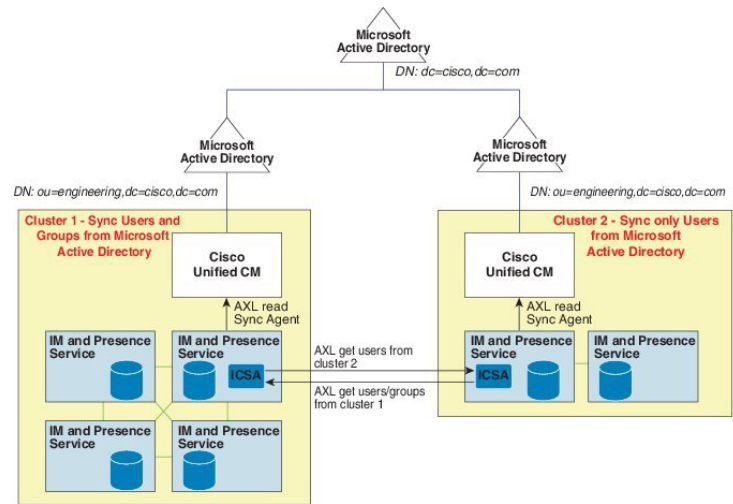 Microsoft
Active Directory
DN: dc=cisco,dc=com
Microsoft
Active Directory
Microsoft
Active Directory
DN: ou=engineering,dc=cisco,dc=com
DN: ou=engineering,dc=cisco,dc=com
Cluster 1 - Sync Users and
Groups from Microsoft
Active Directory
Cisco
Unified CM
AXL read
Sync Agent
IM and Presence
Service
IM and Presence
Service
ICSA
IM and Presence
Service
IM and Presence
Service
AXL get users from
cluster 2
AXL get users/groups
from cluster 1
Cluster 2 - Sync only Users
from Microsoft
Active Directory
Cisco
Unified CM
AXL read
Sync Agent
IM and Presence
Service
ICSA
IM and Presence
Service